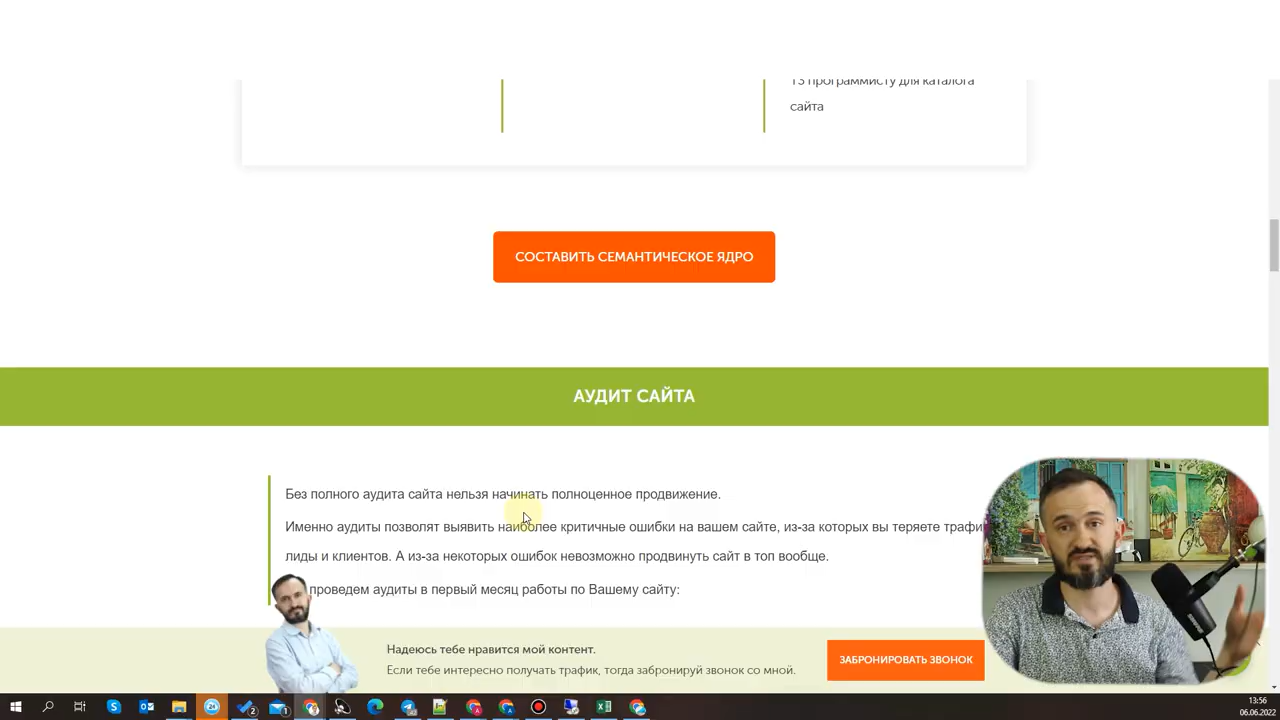 ТЗ программисту для каталога
сайта
СОСТАВИТЬ СЕМАНТИЧЕСКОЕ ЯДРО
АУДИТ САЙТА
Без полного аудита сайта нельзя начинать полноценное продвижение.
Именно аудиты позволят выявить наиболее критичные ошибки на вашем сайте, из-за которых вы теряете трафик
лиды и клиентов. А из-за некоторых ошибок невозможно продвинуть сайт в топ вообще.
проведем аудиты в первый месяц работы по Вашему сайту:
Надеюсь тебе нравится мой контент.
Если тебе интересно получать трафик, тогда забронируй звонок со мной.
ЗАБРОНИРОВАТЬ ЗВОНОК
13:56
06.06.2022